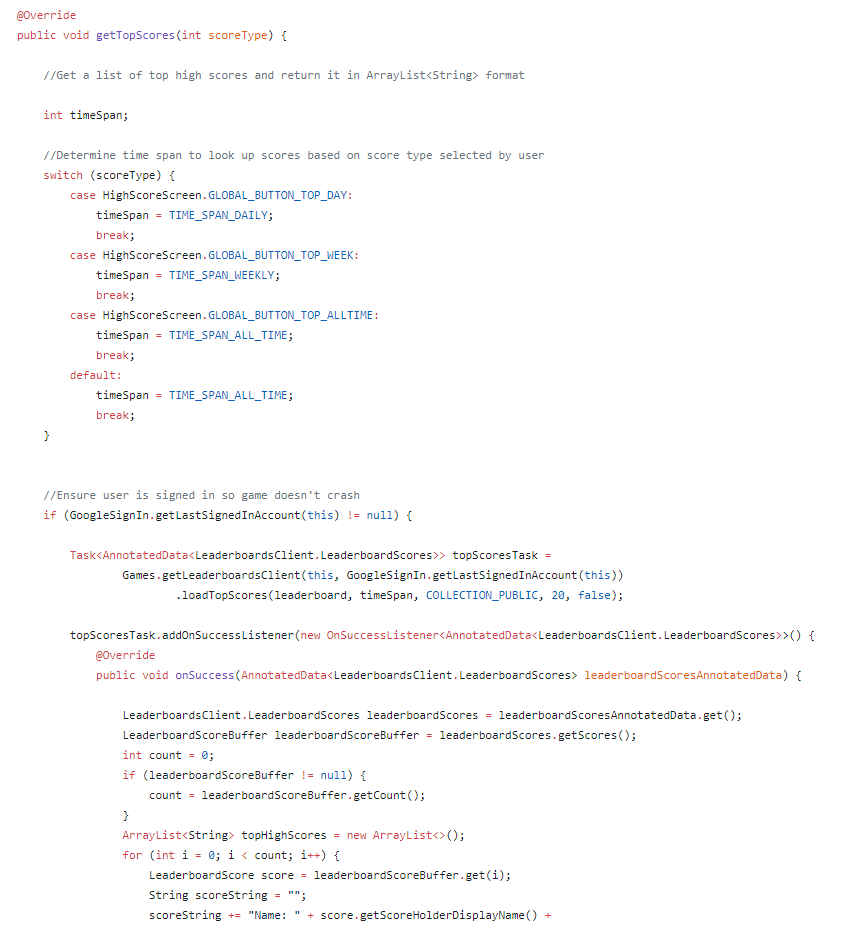 @Override
public void getTopScores(int scoreType) {
//Get a list of top high scores and return it in ArrayList<String> format
int timeSpan;
//Determine time span to look up scores based on score type selected by user
switch (scoreType) {
case HighScoreScreen.GLOBAL_BUTTON_TOP_DAY:
timeSpan = TIME_SPAN_DAILY;
break;
case HighScoreScreen.GLOBAL_BUTTON_TOP_WEEK:
timeSpan = TIME_SPAN_WEEKLY;
break;
case HighScoreScreen.GLOBAL_BUTTON_TOP_ALLTIME:
timeSpan = TIME_SPAN_ALL_TIME;
break;
default:
timeSpan = TIME_SPAN_ALL_TIME;
break;
}
//Ensure user is signed in so game doesn't crash
if (GoogleSignIn.getLastSignedInAccount(this) != null) {
Task<AnnotatedData<LeaderboardsClient.LeaderboardScores>> topScoresTask =
Games.getLeaderboardsClient(this, GoogleSignIn.getLastSignedInAccount(this))
.loadTopScores(leaderboard, timeSpan, COLLECTION_PUBLIC, 20, false);
topScoresTask.addOnSuccessListener(new OnSuccessListener<AnnotatedData<LeaderboardsClient.LeaderboardScores>>() {
@Override
public void onSuccess(AnnotatedData<LeaderboardsClient.LeaderboardScores> leaderboardScoresAnnotatedData) {
LeaderboardsClient.LeaderboardScores leaderboardScores = leaderboardScoresAnnotatedData.get();
LeaderboardScoreBuffer leaderboardScoreBuffer = leaderboardScores.getScores();
int count = 0;
if (leaderboardScoreBuffer != null) {
count = leaderboardScoreBuffer.getCount();
}
ArrayList<String> topHighScores = new ArrayList<>();
for (int i = 0; i < count; i++) {
LeaderboardScore score = leaderboardScoreBuffer.get(i);
String scoreString = "";
scoreString += "Name: " + score.getScoreHolderDisplayName() +